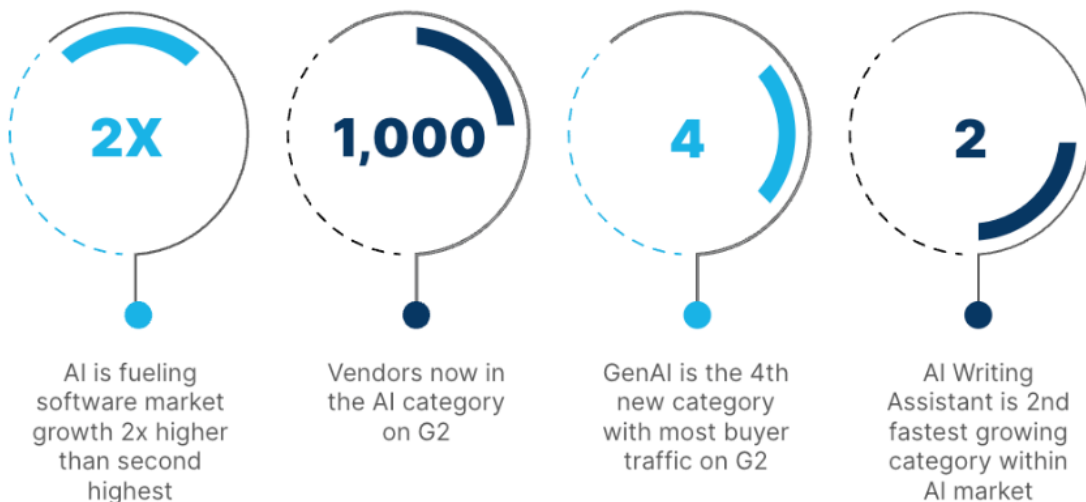 2X
1,000
4
2
AI is fueling
software market
growth 2x higher
than second
highest
Vendors now in
the AI category
on G2
GenAI is the 4th
new category
with most buyer
traffic on G2
AI Writing
Assistant is 2nd
fastest growing
category within
AI market